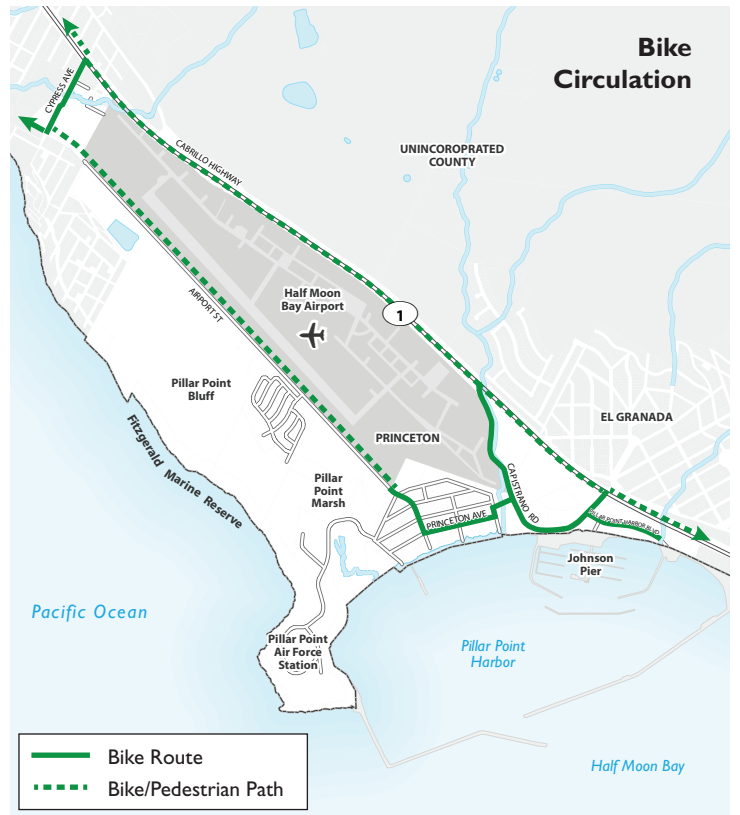 Bike
Circulation
CYPRESS AVE
CABRILLO HIGHWAY
UNINCOROPRATED
COUNTY
AIRPORT ST
Half Moon
Bay Airport
1
Pillar Point
Bluff
EL GRANADA
PRINCETON
Fitzgerald Marine Reserve
Pillar
Point
Marsh
CAPISTRANO RD
PRINCETON AVE
PILLAR POINT HARBOR BLVD
Johnson
Pier
Pacific Ocean
Pillar Point
Air Force
Station
Pillar Point
Harbor
Half Moon Bay
Bike Route
Bike/Pedestrian Path